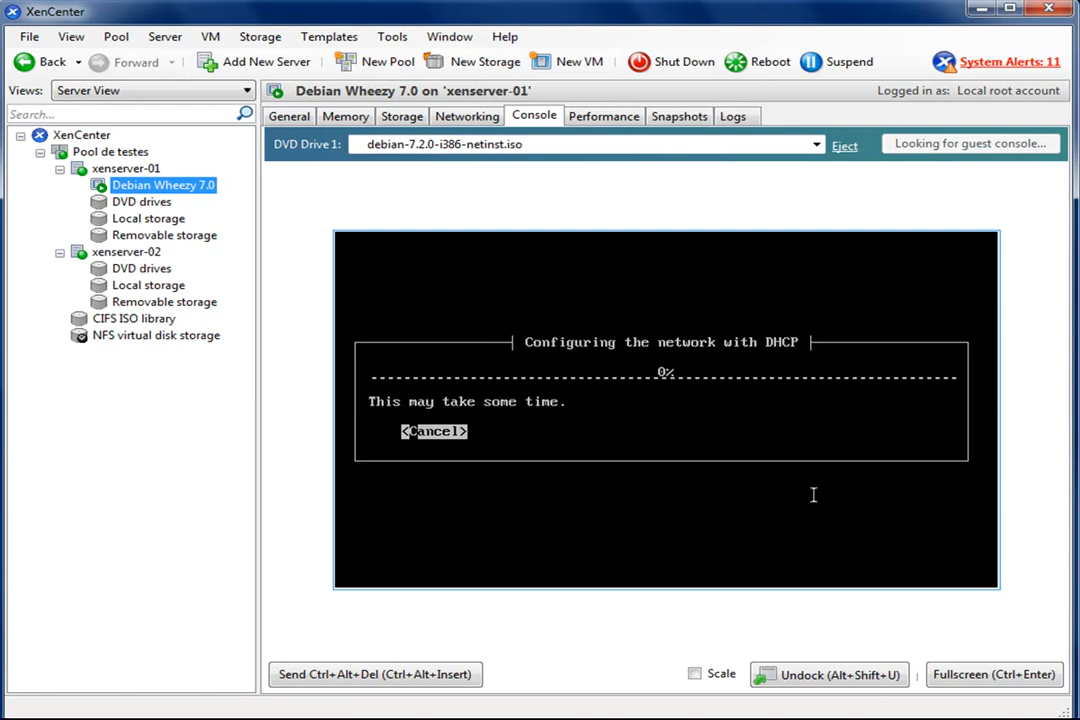 XenCenter
File View Pool Server VM Storage Templates Tools Window Help
Back Forward Add New Server New Pool New Storage New VM Shut Down Reboot Suspend System Alerts: 11
Views: Server View
Debian Wheezy 7.0 on 'xenserver-01' Logged in as: Local root account
Search...
General Memory Storage Networking Console Performance Snapshots Logs
DVD Drive 1: debian-7.2.0-i386-netinst.iso Eject Looking for guest console...
XenCenter
Pool de testes
xenserver-01
Debian Wheezy 7.0
DVD drives
Local storage
Removable storage
xenserver-02
DVD drives
Local storage
Removable storage
CIFS ISO library
NFS virtual disk storage
Configuring the network with DHCP
0%
This may take some time.
<Cancel>
Send Ctrl+Alt+Del (Ctrl+Alt+Insert) Scale Undock (Alt+Shift+U) Fullscreen (Ctrl+Enter)